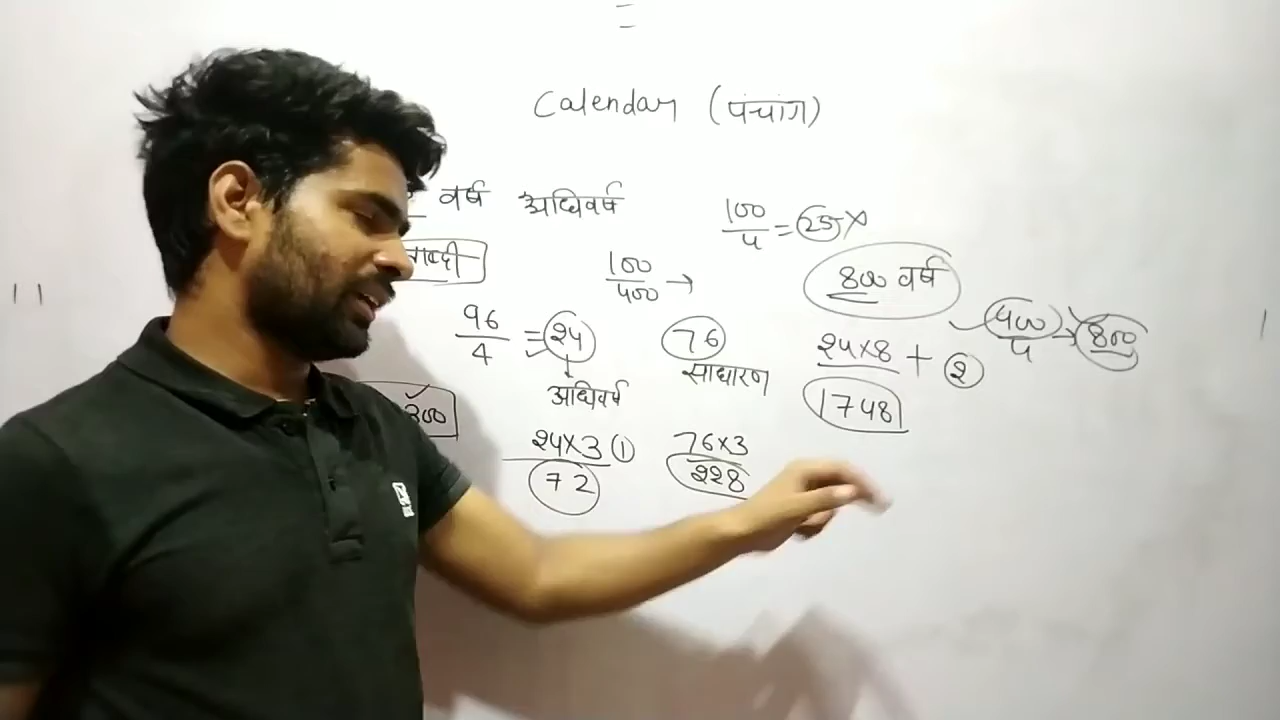 Calendar (पंचांग)
वर्ष अधिवर्ष
100/4 = 25 ×
100/400 →
800 वर्ष
96/4 = 24
76
400/4 → 800
24×8 + 2
साधारण
अधिवर्ष
300
1748
24×3 1
76×3
72
228